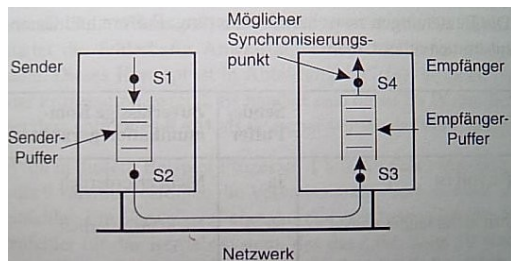 Möglicher
Synchronisierungs-
punkt
Sender
S1
S4
Empfänger
Sender-
Puffer
Empfänger-
Puffer
S2
S3
Netzwerk